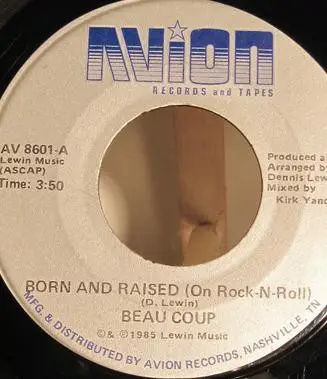 AVION
RECORDS and TAPES
AV 8601-A
Lewin Music
(ASCAP)
Time: 3:50
Produced a
Arranged by
Dennis Lew
Mixed by
Kirk Yan
BORN AND RAISED (On Rock-N-Roll)
(D. Lewin)
BEAU COUP
© & ℗ 1985 Lewin Music
MFG. & DISTRIBUTED BY AVION RECORDS, NASHVILLE, TN